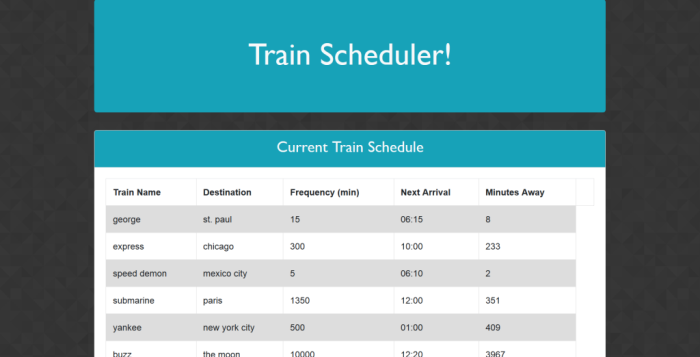 Train Scheduler!
Current Train Schedule
Train Name Destination Frequency (min) Next Arrival Minutes Away
george st. paul 15 06:15 8
express chicago 300 10:00 233
speed demon mexico city 5 06:10 2
submarine paris 1350 12:00 351
yankee new york city 500 01:00 409
buzz the moon 10000 12:20 3967